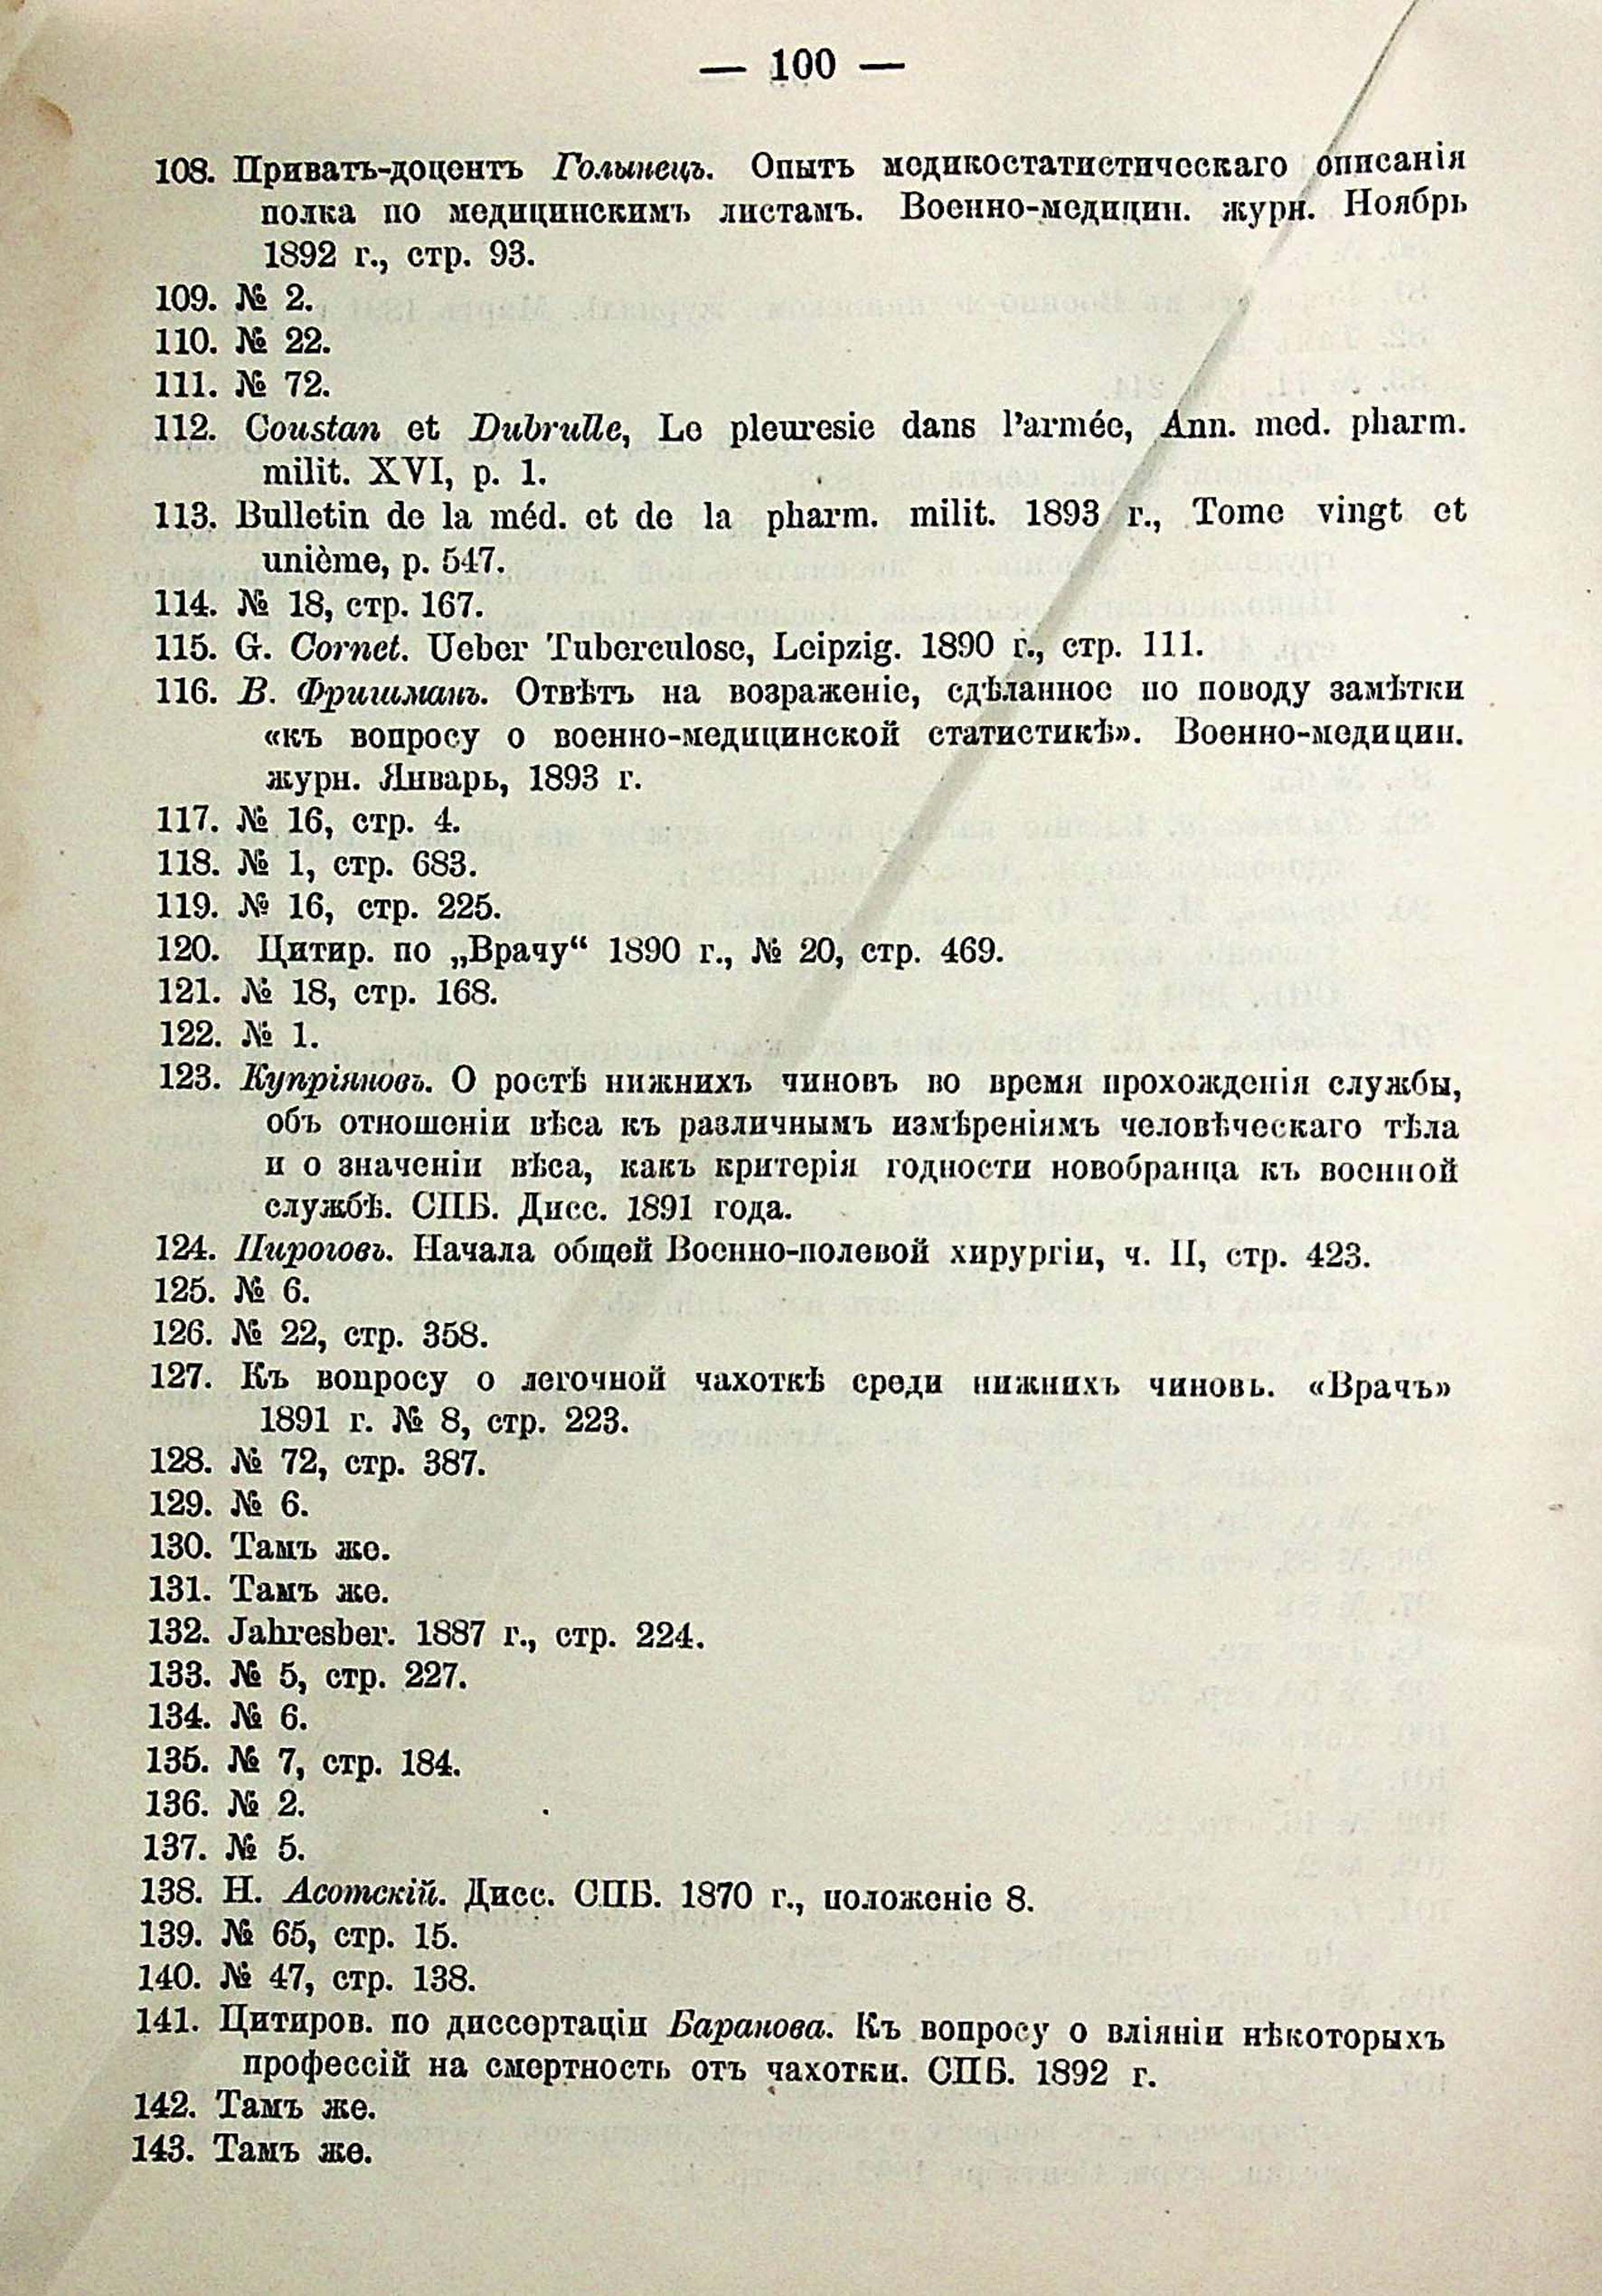 — 100 —
108. Приватъ-доцентъ Голынецъ. Опытъ медикостатистическаго описанія
полка по медицинскимъ листамъ. Военно-медицин. журн. Ноябрь
1892 г., стр. 93.
109. № 2.
110. № 22.
111. № 72.
112. Coustan et Dubrulle, Le pleuresie dans l'armée, Ann. med. pharm.
milit. XVI, p. 1.
113. Bulletin de la méd. et de la pharm. milit. 1893 г., Tome vingt et
unième, p. 547.
114. № 18, стр. 167.
115. G. Cornet. Ueber Tuberculose, Leipzig. 1890 г., стр. 111.
116. В. Фришманъ. Отвѣтъ на возраженіе, сдѣланное по поводу замѣтки
«къ вопросу о военно-медицинской статистикѣ». Военно-медицин.
журн. Январь, 1893 г.
117. № 16, стр. 4.
118. № 1, стр. 683.
119. № 16, стр. 225.
120. Цитир. по „Врачу“ 1890 г., № 20, стр. 469.
121. № 18, стр. 168.
122. № 1.
123. Купріяновъ. О ростѣ нижнихъ чиновъ во время прохожденія службы,
объ отношеніи вѣса къ различнымъ измѣреніямъ человѣческаго тѣла
и о значеніи вѣса, какъ критерія годности новобранца къ военной
службѣ. СПБ. Дисс. 1891 года.
124. Пироговъ. Начала общей Военно-полевой хирургіи, ч. II, стр. 423.
125. № 6.
126. № 22, стр. 358.
127. Къ вопросу о легочной чахоткѣ среди нижнихъ чиновъ. «Врачъ»
1891 г. № 8, стр. 223.
128. № 72, стр. 387.
129. № 6.
130. Тамъ же.
131. Тамъ же.
132. Jahresber. 1887 г., стр. 224.
133. № 5, стр. 227.
134. № 6.
135. № 7, стр. 184.
136. № 2.
137. № 5.
138. Н. Асотскій. Дисс. СПБ. 1870 г., положеніе 8.
139. № 65, стр. 15.
140. № 47, стр. 138.
141. Цитиров. по диссертаціи Баранова. Къ вопросу о вліяніи нѣкоторыхъ
профессій на смертность отъ чахотки. СПБ. 1892 г.
142. Тамъ же.
143. Тамъ же.